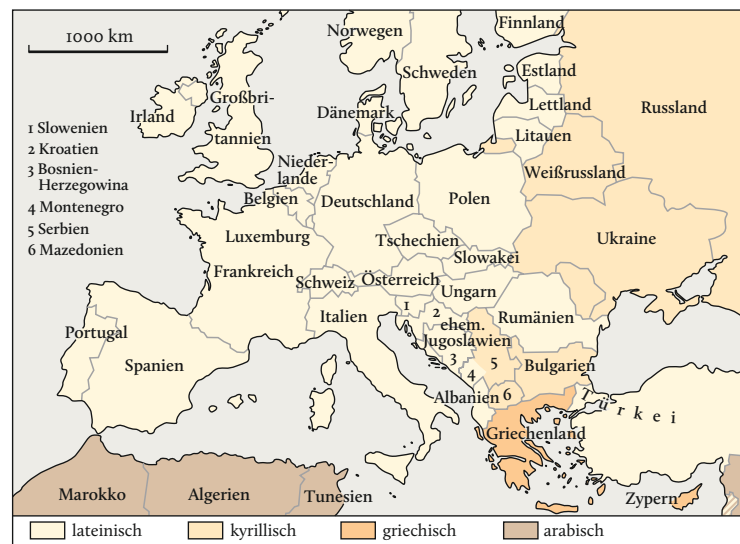 1000 km
Norwegen
Finnland
Schweden
Estland
Lettland
Russland
Irland
Großbri-
tannien
Dänemark
Litauen
1 Slowenien
2 Kroatien
3 Bosnien-
Herzegowina
4 Montenegro
5 Serbien
6 Mazedonien
Nieder-
lande
Weißrussland
Belgien
Deutschland
Polen
Luxemburg
Tschechien
Ukraine
Slowakei
Frankreich
Schweiz
Österreich
Ungarn
Italien
1
2
ehem.
Jugoslawien
Rumänien
Portugal
Spanien
3
4
5
6
Bulgarien
Albanien
Türkei
Griechenland
Marokko
Algerien
Tunesien
Zypern
lateinisch
kyrillisch
griechisch
arabisch